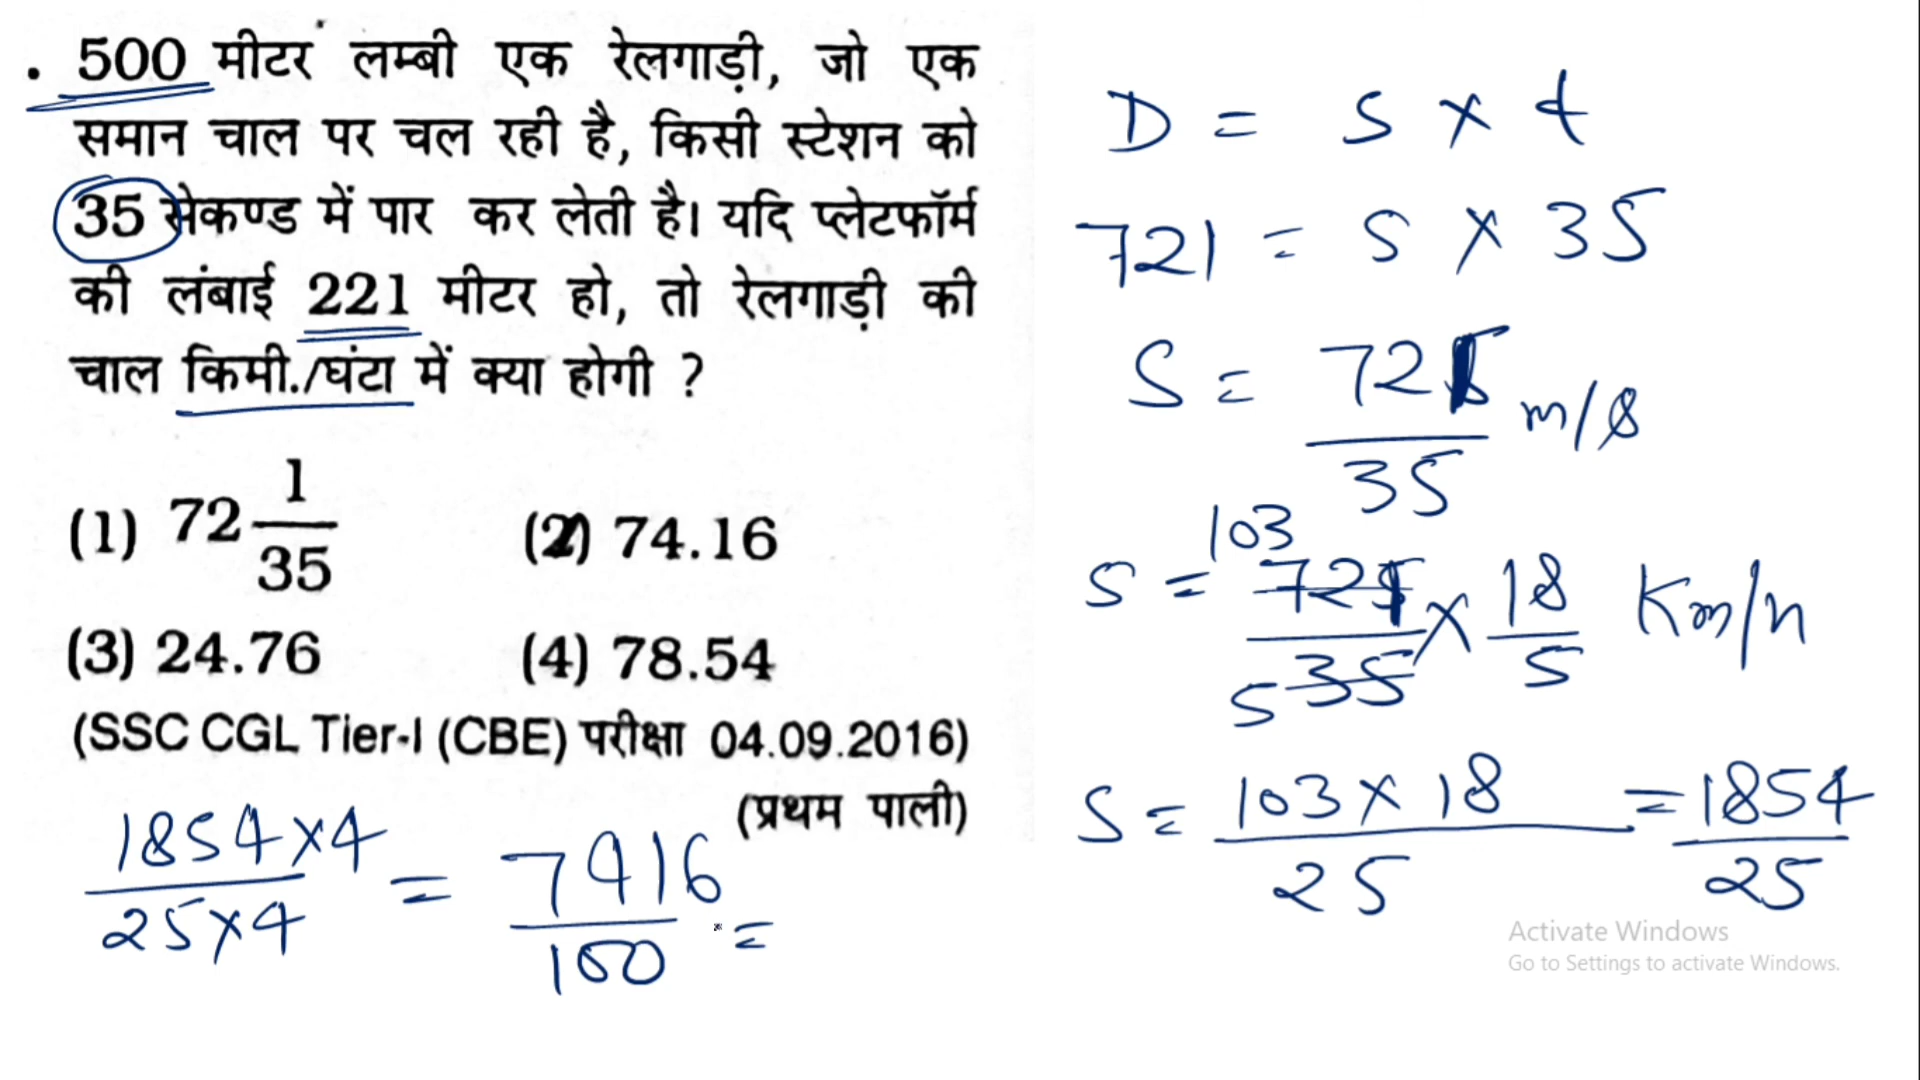 . 500 मीटर लम्बी एक रेलगाड़ी, जो एक
समान चाल पर चल रही है, किसी स्टेशन को
35 सेकण्ड में पार कर लेती है। यदि प्लेटफॉर्म
की लंबाई 221 मीटर हो, तो रेलगाड़ी की
चाल किमी./घंटा में क्या होगी ?
(1) 72 1/35 (2) 74.16
(3) 24.76 (4) 78.54
(SSC CGL Tier-I (CBE) परीक्षा 04.09.2016)
(प्रथम पाली)
1854×4 / 25×4 = 7416 / 100 =
D = S × t
721 = S × 35
S = 721 / 35 m/s
103
S = 721 / 35 × 18 / 5 Km/h
5
S = 103 × 18 / 25 = 1854 / 25
Activate Windows
Go to Settings to activate Windows.